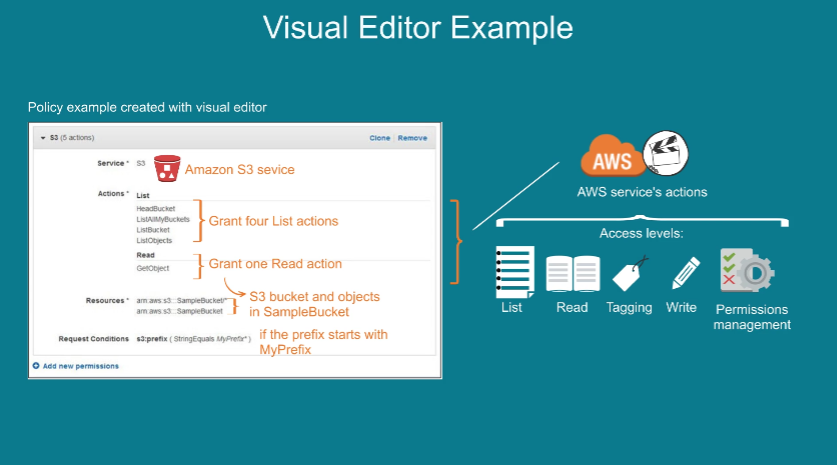 Visual Editor Example
Policy example created with visual editor
S3 (5 actions)
Clone
Remove
Service * S3
Amazon S3 sevice
Actions * List
HeadBucket
ListAllMyBuckets
ListBucket
ListObjects
Grant four List actions
Read
GetObject
Grant one Read action
Resources * arn:aws:s3:::SampleBucket/*
arn:aws:s3:::SampleBucket
S3 bucket and objects
in SampleBucket
Request Conditions s3:prefix ( StringEquals MyPrefix* )
if the prefix starts with
MyPrefix
Add new permissions
AWS
AWS service's actions
Access levels:
List
Read
Tagging
Write
Permissions
management